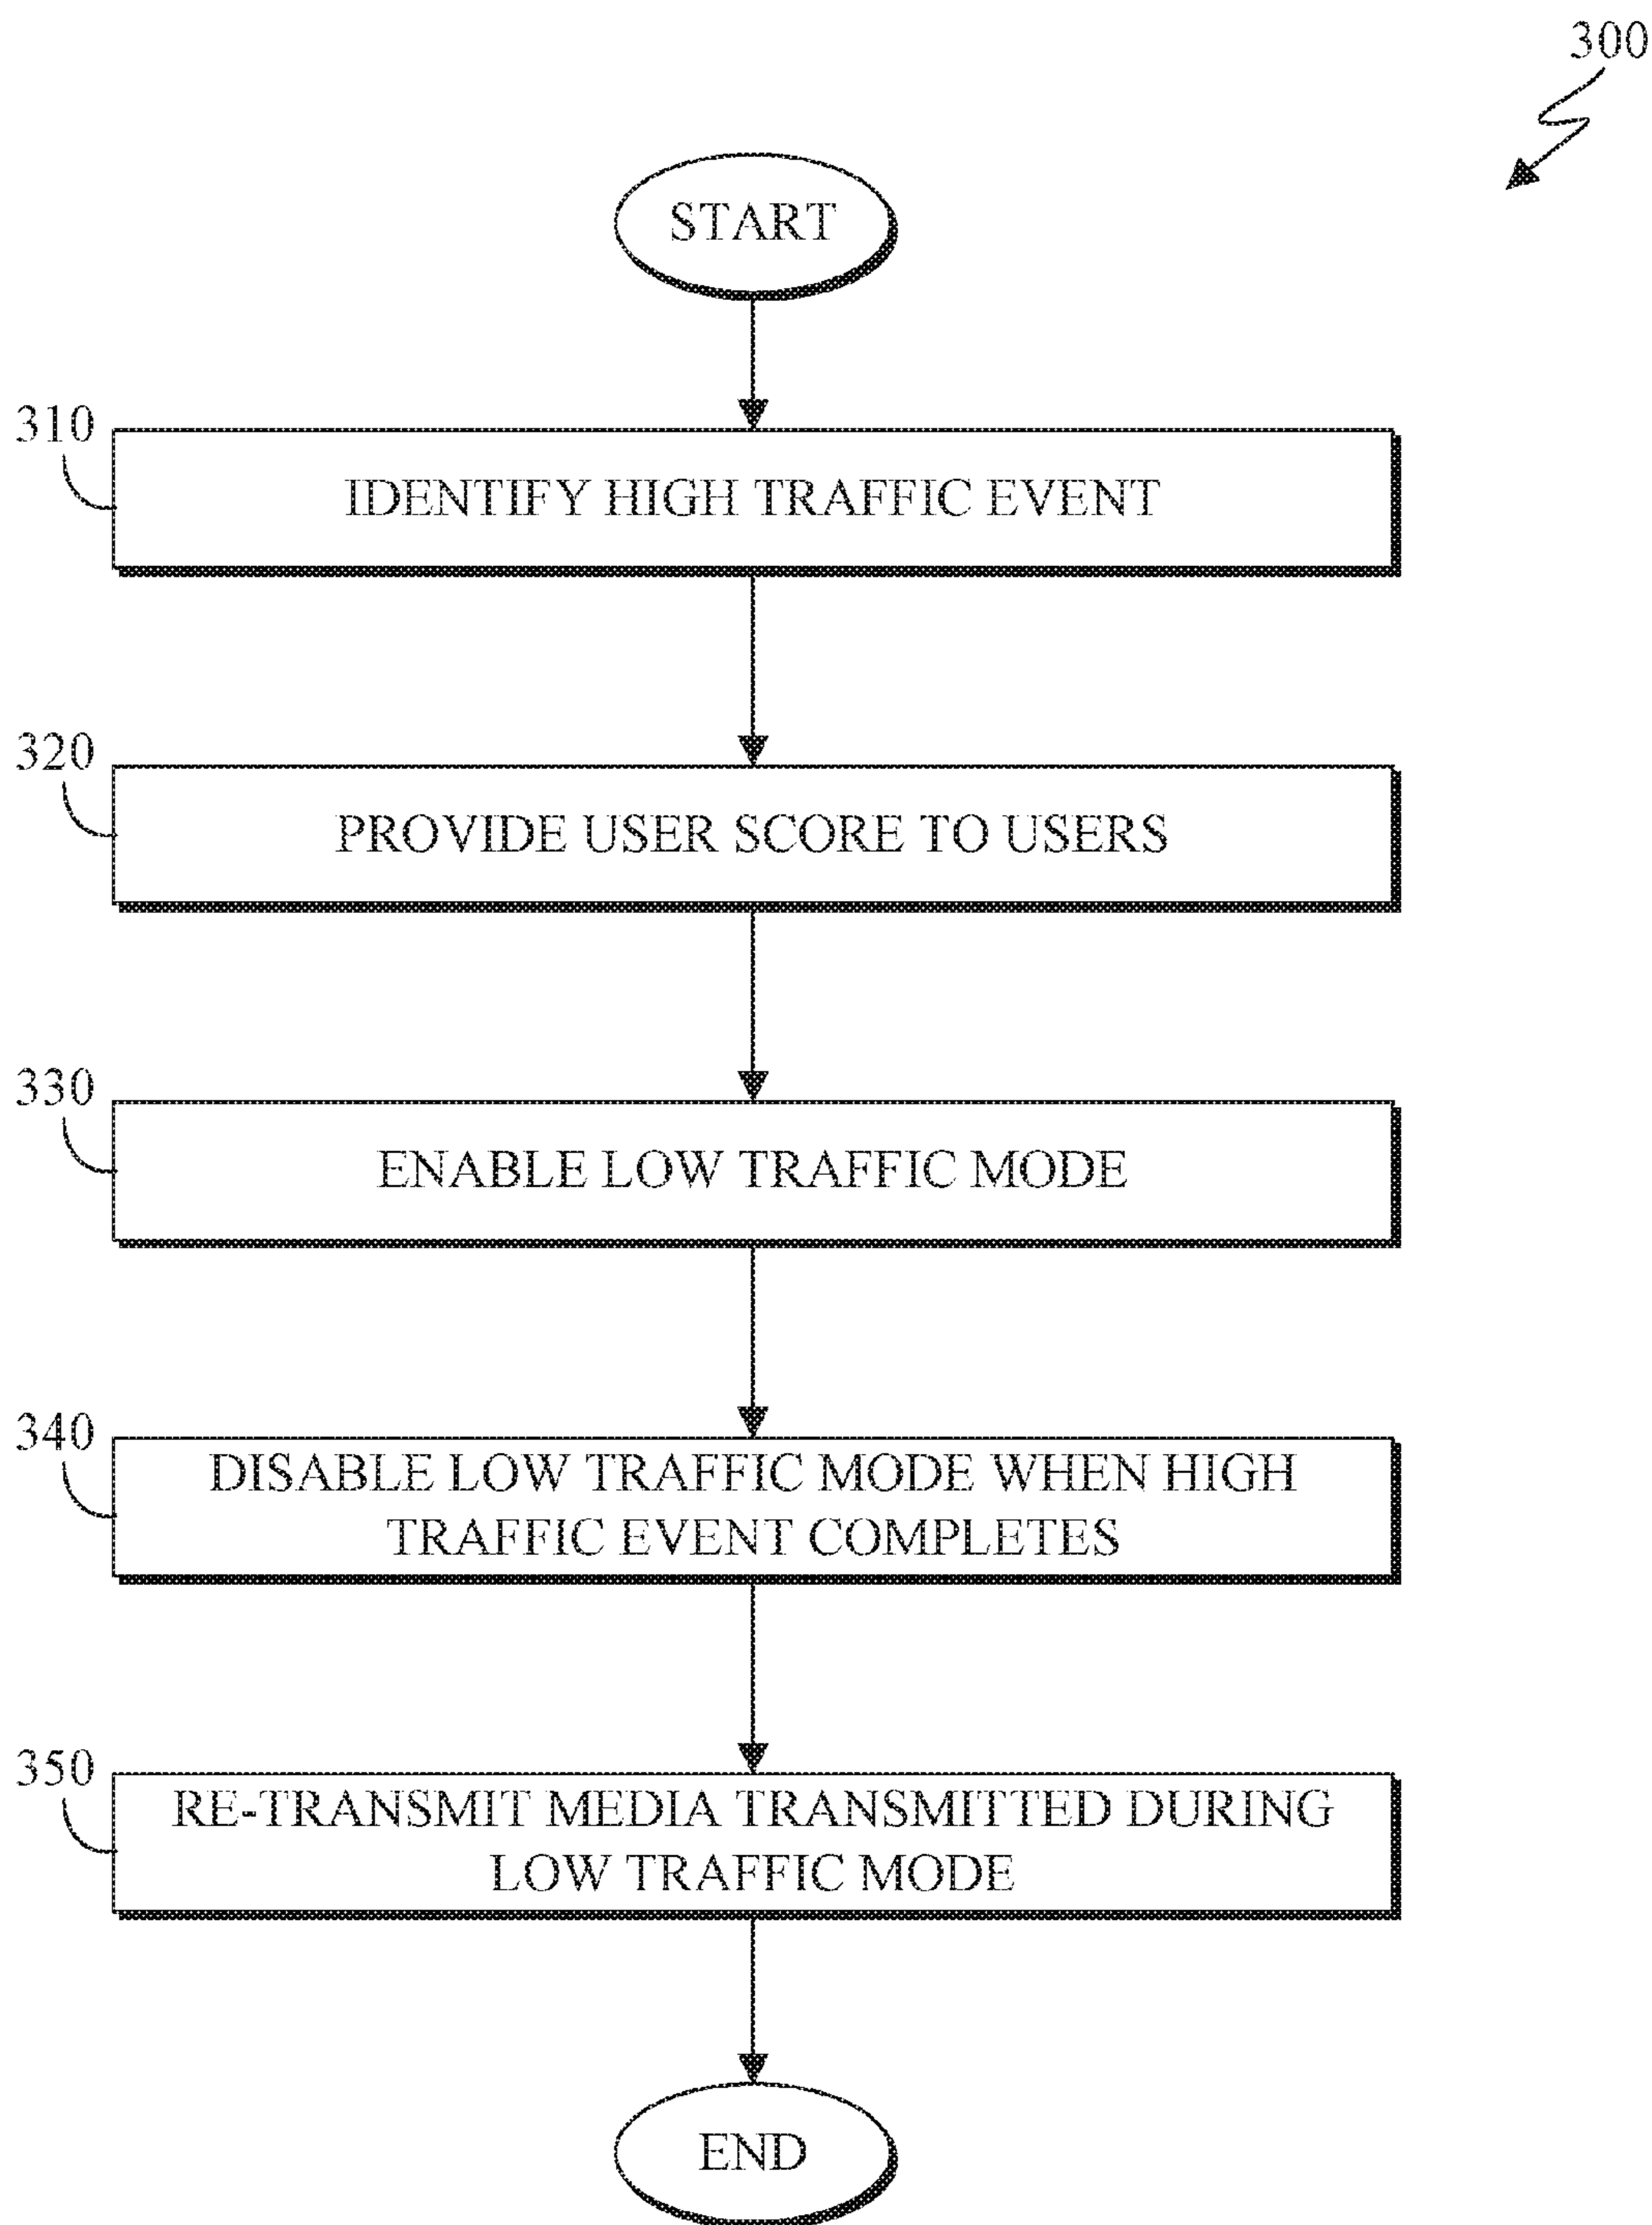 300
START
310
IDENTIFY HIGH TRAFFIC EVENT
320
PROVIDE USER SCORE TO USERS
330
ENABLE LOW TRAFFIC MODE
340
DISABLE LOW TRAFFIC MODE WHEN HIGH
TRAFFIC EVENT COMPLETES
350
RE-TRANSMIT MEDIA TRANSMITTED DURING
LOW TRAFFIC MODE
END